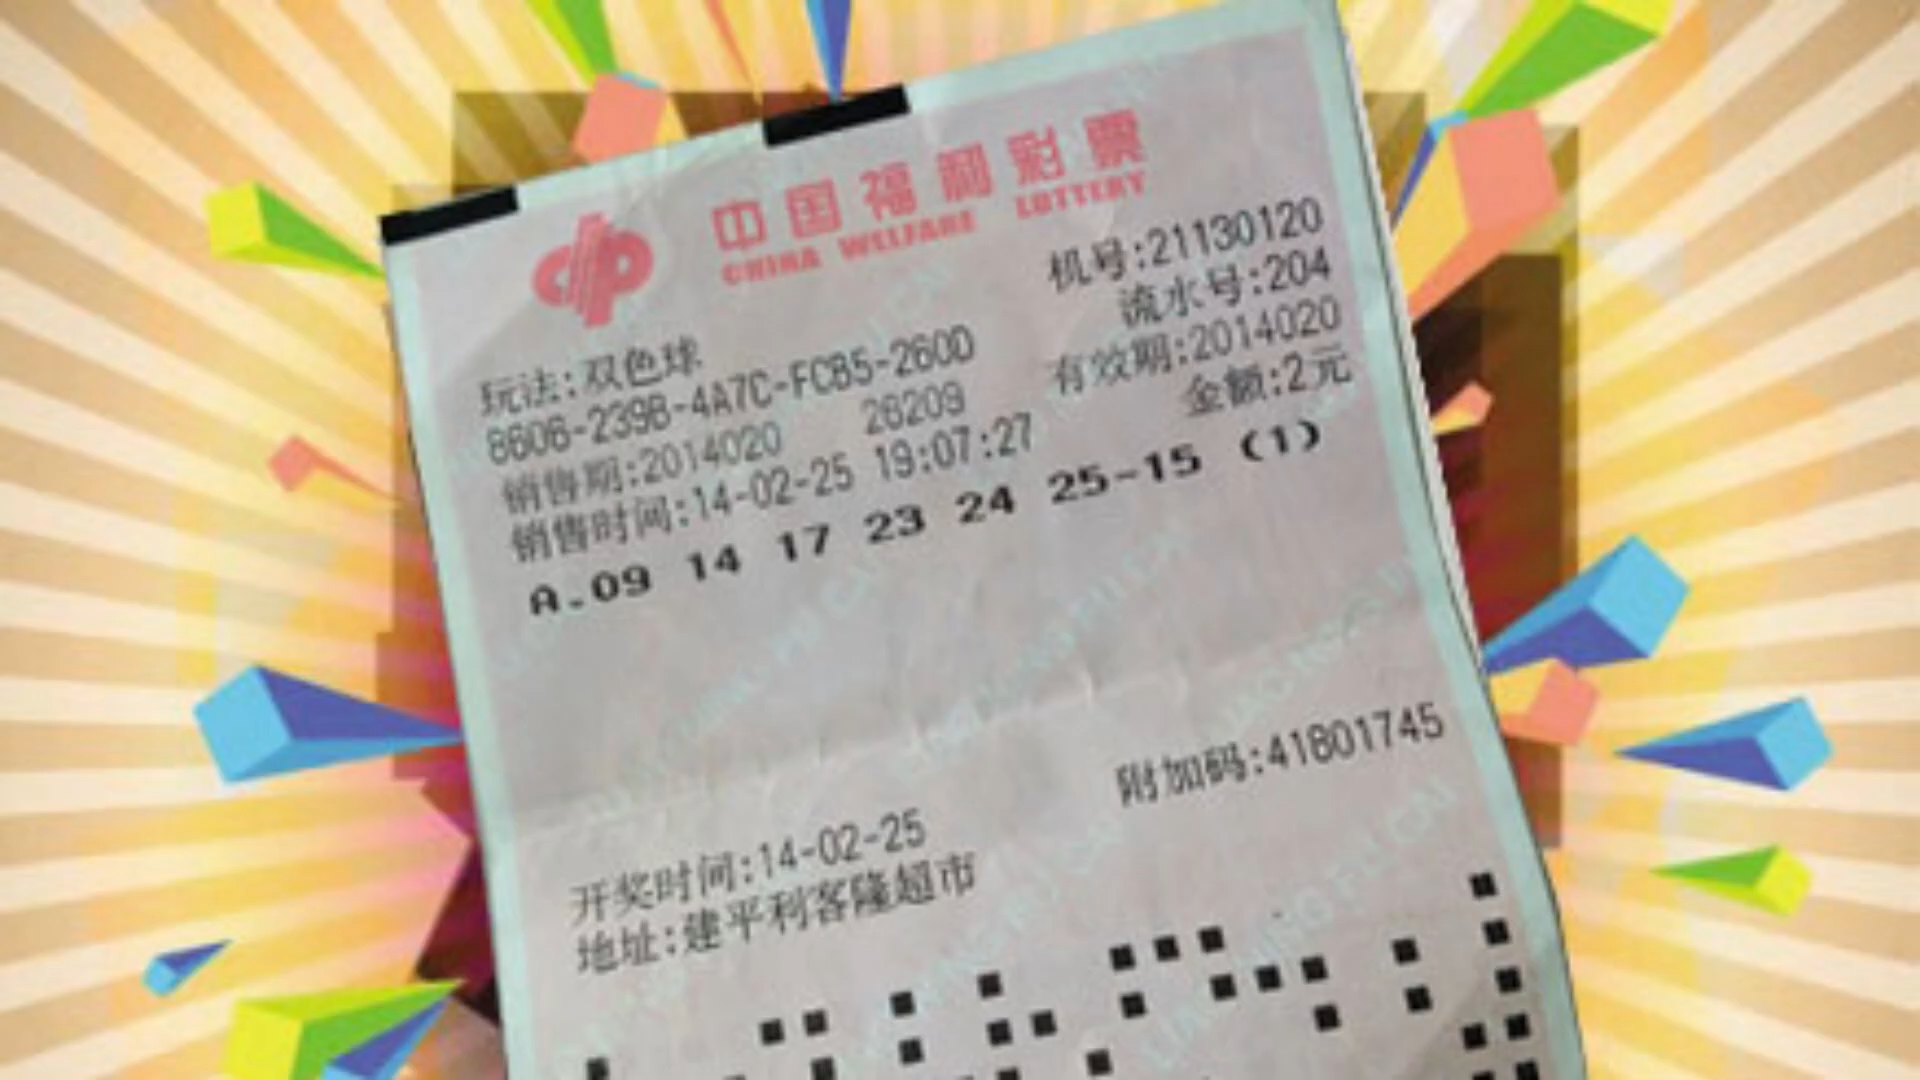 中国福利彩票
CHINA WELFARE LOTTERY
机号:21130120
流水号:204
玩法:双色球
有效期:2014020
8606-239B-4A7C-FC85-260D
金额:2元
销售期:2014020 28209
销售时间:14-02-25 19:07:27
A.09 14 17 23 24 25-15 (1)
附加码:41801745
开奖时间:14-02-25
地址:建平利客隆超市